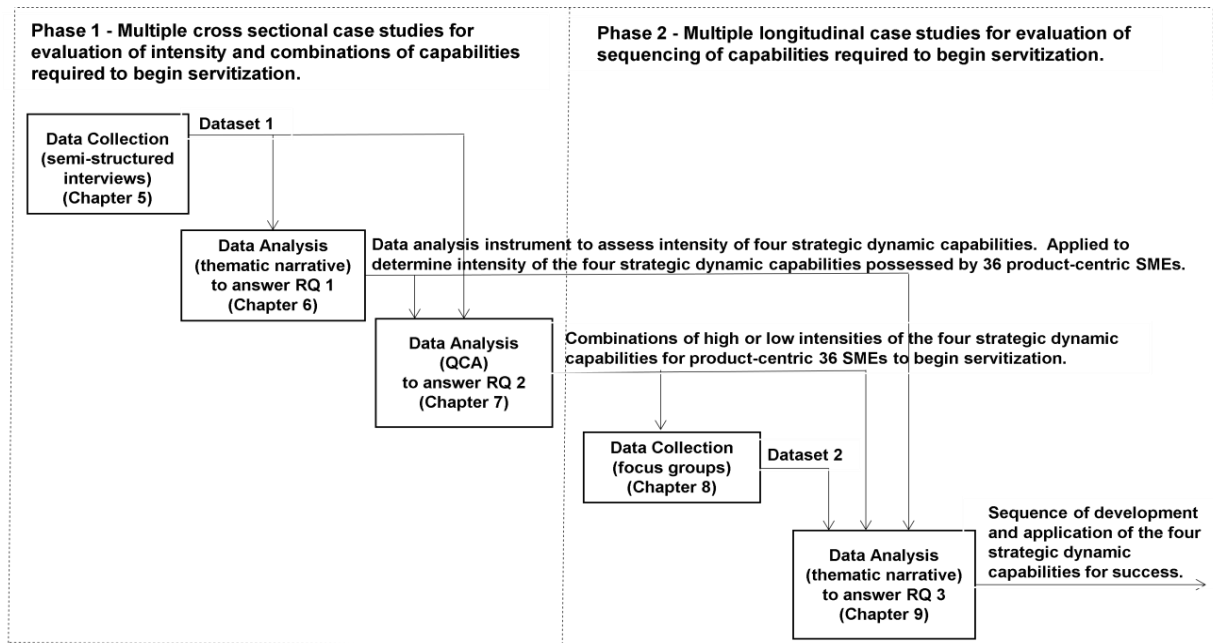 Phase 1 - Multiple cross sectional case studies for
evaluation of intensity and combinations of capabilities
required to begin servitization.
Phase 2 - Multiple longitudinal case studies for evaluation of
sequencing of capabilities required to begin servitization.
Data Collection
(semi-structured
interviews)
(Chapter 5)
Dataset 1
Data Analysis
(thematic narrative)
to answer RQ 1
(Chapter 6)
Data analysis instrument to assess intensity of four strategic dynamic capabilities. Applied to
determine intensity of the four strategic dynamic capabilities possessed by 36 product-centric SMEs.
Data Analysis
(QCA)
to answer RQ 2
(Chapter 7)
Combinations of high or low intensities of the four strategic dynamic
capabilities for product-centric 36 SMEs to begin servitization.
Data Collection
(focus groups)
(Chapter 8)
Dataset 2
Data Analysis
(thematic narrative)
to answer RQ 3
(Chapter 9)
Sequence of development
and application of the four
strategic dynamic
capabilities for success.